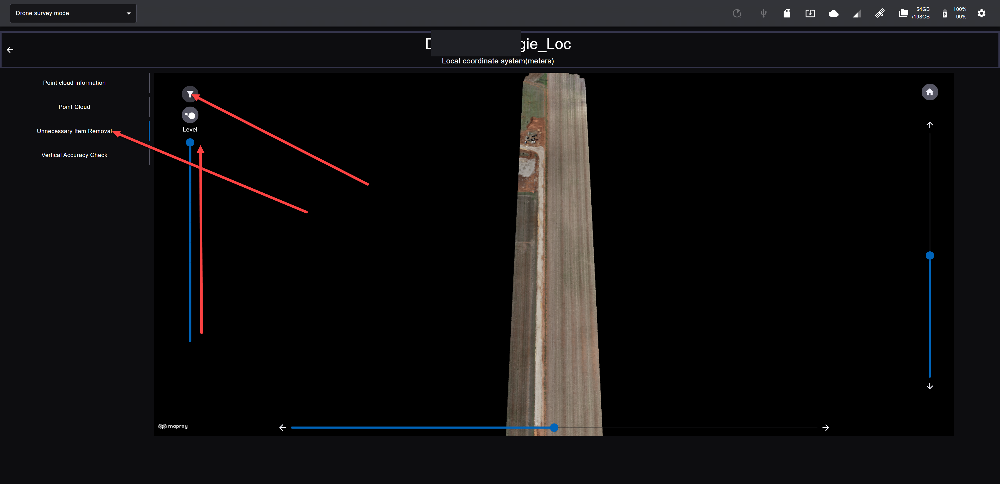 Drone survey mode
54GB
/198GB
100%
99%
gie_Loc
Local coordinate system(meters)
Point cloud information
Point Cloud
Unnecessary Item Removal
Vertical Accuracy Check
Level
mapray